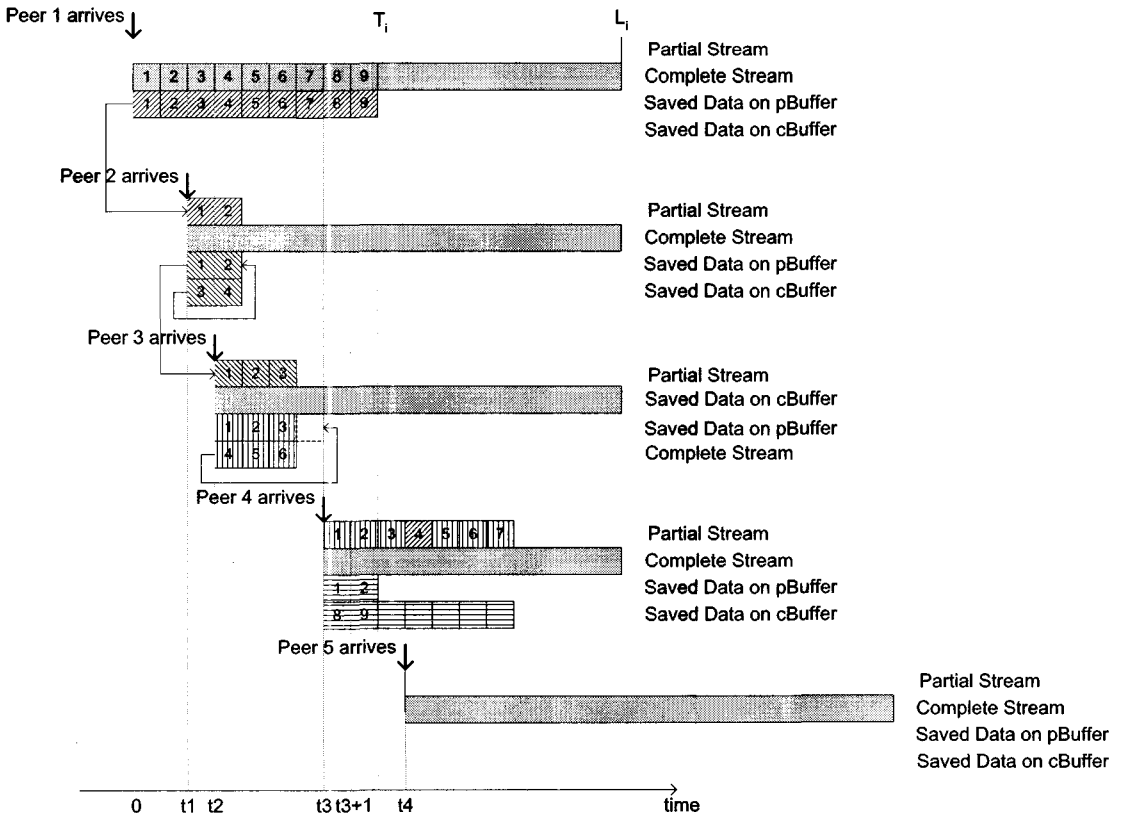 Peer 1 arrives
Ti
Li
Partial Stream
1 2 3 4 5 6 7 8 9
Complete Stream
1 2 3 4 5 6 7 8 9
Saved Data on pBuffer
Saved Data on cBuffer
Peer 2 arrives
1 2
Partial Stream
Complete Stream
1 2
Saved Data on pBuffer
3 4
Saved Data on cBuffer
Peer 3 arrives
1 2 3
Partial Stream
Saved Data on cBuffer
1 2 3
Saved Data on pBuffer
4 5 6
Complete Stream
Peer 4 arrives
1 2 3 4 5 6 7
Partial Stream
Complete Stream
1 2
Saved Data on pBuffer
8 9
Saved Data on cBuffer
Peer 5 arrives
Partial Stream
Complete Stream
Saved Data on pBuffer
Saved Data on cBuffer
0 t1 t2 t3 t3+1 t4 time